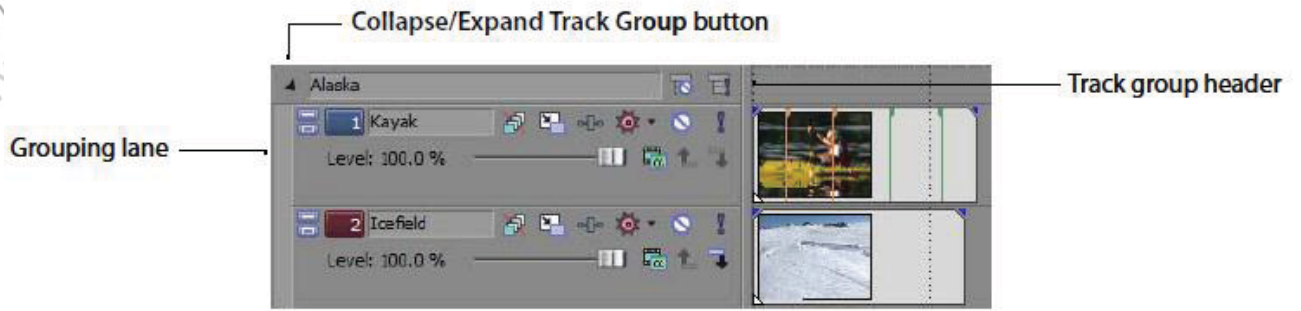 Collapse/Expand Track Group button
Alaska
Track group header
1 Kayak
Grouping lane
Level: 100.0 %
2 Icefield
Level: 100.0 %